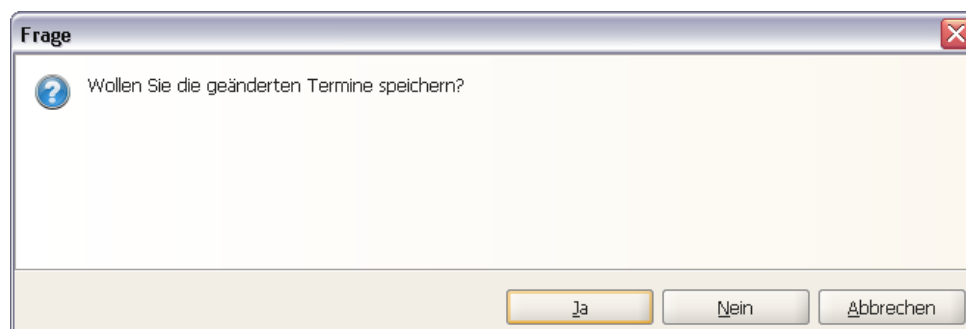 Frage
Wollen Sie die geänderten Termine speichern?
Ja
Nein
Abbrechen